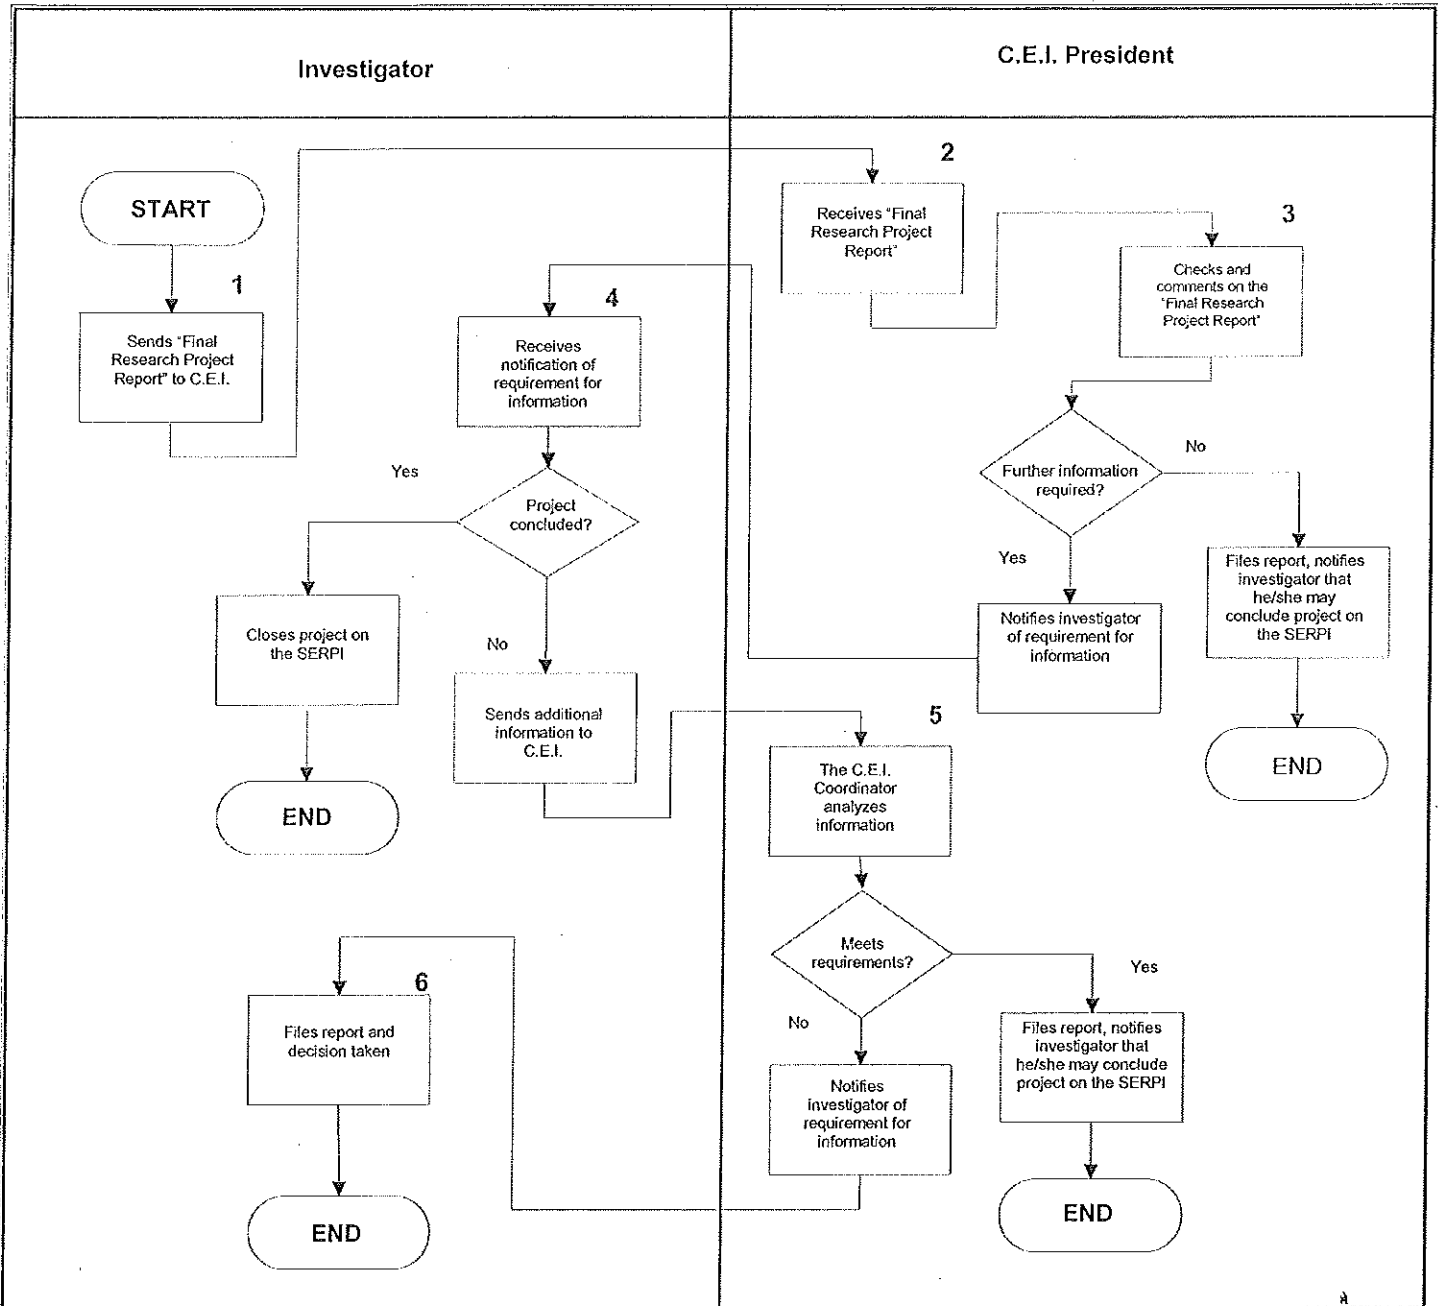 Investigator
C.E.I. President
START
1
Sends "Final
Research Project
Report" to C.E.I.
2
Receives "Final
Research Project
Report"
3
Checks and
comments on the
"Final Research
Project Report"
4
Receives
notification of
requirement for
information
Further information
required?
No
Yes
Files report, notifies
investigator that
he/she may
conclude project on
the SERPI
END
Notifies investigator
of requirement for
information
Project
concluded?
Yes
No
Closes project on
the SERPI
END
Sends additional
information to
C.E.I.
5
The C.E.I.
Coordinator
analyzes
information
Meets
requirements?
Yes
No
Files report, notifies
investigator that
he/she may conclude
project on the SERPI
END
Notifies
investigator of
requirement for
information
6
Files report and
decision taken
END